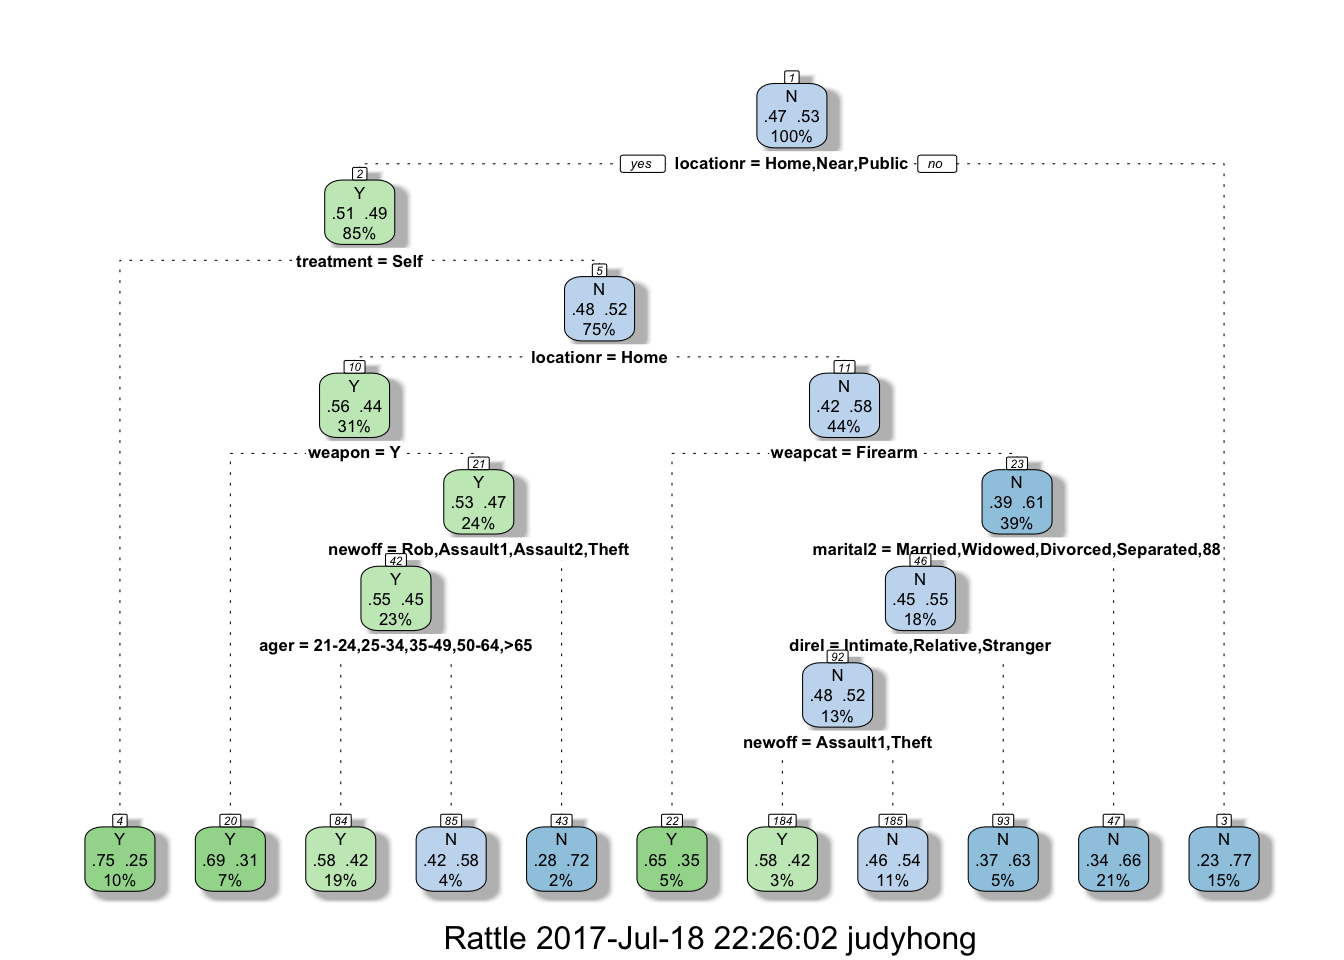 1
N
.47 .53
100%
yes locationr = Home,Near,Public no
2
Y
.51 .49
85%
treatment = Self
5
N
.48 .52
75%
locationr = Home
10
Y
.56 .44
31%
11
N
.42 .58
44%
weapon = Y
weapcat = Firearm
21
Y
.53 .47
24%
23
N
.39 .61
39%
newoff = Rob,Assault1,Assault2,Theft
marital2 = Married,Widowed,Divorced,Separated,88
42
Y
.55 .45
23%
46
N
.45 .55
18%
ager = 21-24,25-34,35-49,50-64,>65
direl = Intimate,Relative,Stranger
92
N
.48 .52
13%
newoff = Assault1,Theft
4
Y
.75 .25
10%
20
Y
.69 .31
7%
84
Y
.58 .42
19%
85
N
.42 .58
4%
43
N
.28 .72
2%
22
Y
.65 .35
5%
184
Y
.58 .42
3%
185
N
.46 .54
11%
93
N
.37 .63
5%
47
N
.34 .66
21%
3
N
.23 .77
15%
Rattle 2017-Jul-18 22:26:02 judyhong